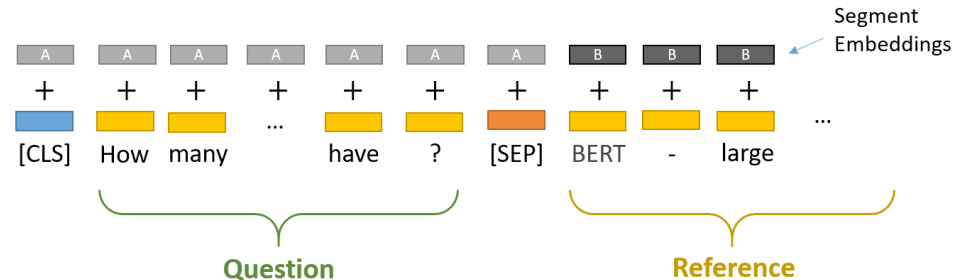 Segment
Embeddings
A A A A A A A B B B
+ + + + + + + + + +
... ...
[CLS] How many have ? [SEP] BERT - large
Question Reference